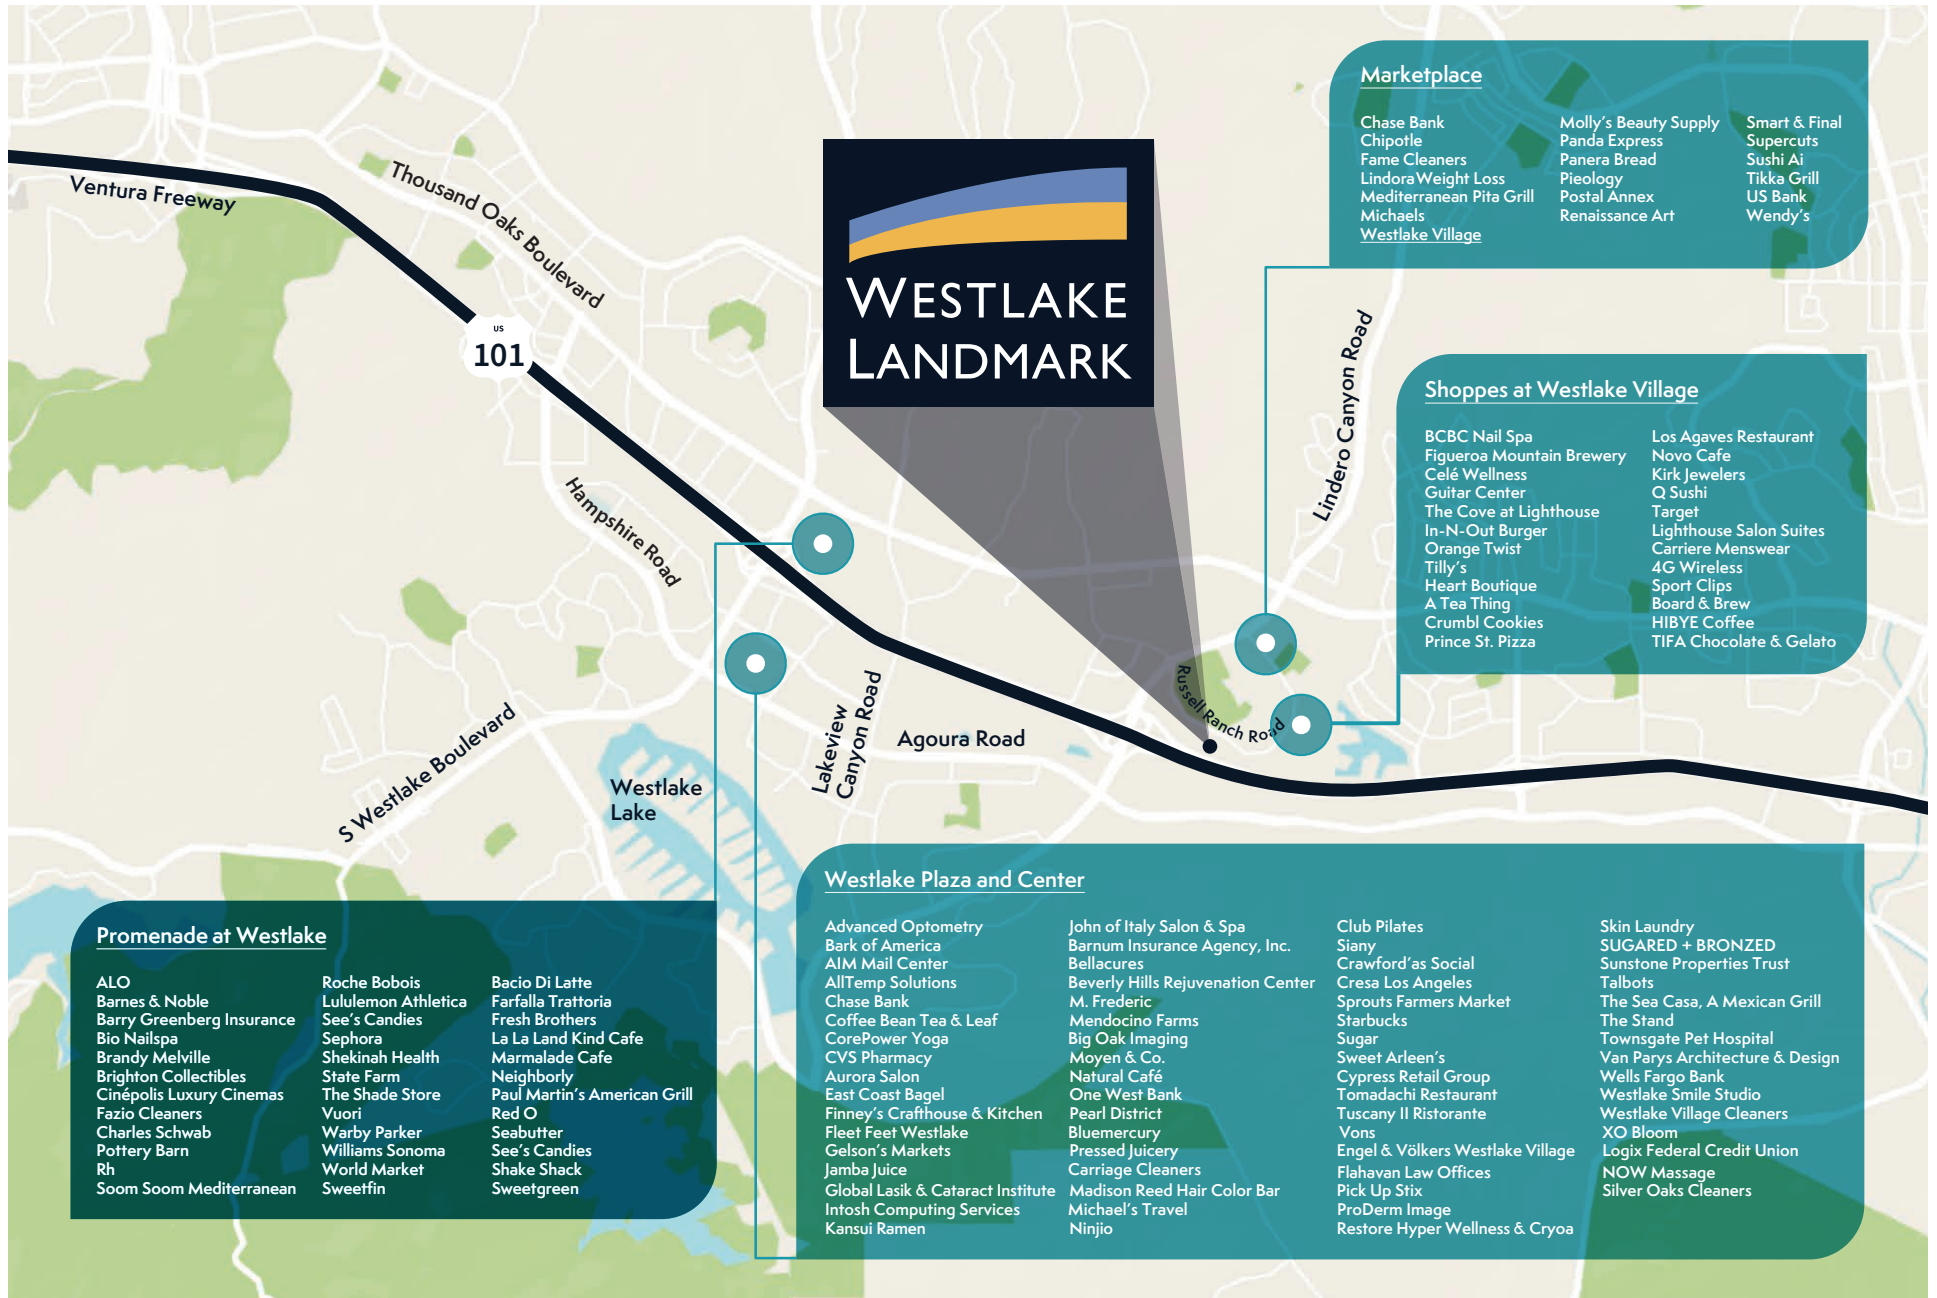 Ventura Freeway
Thousand Oaks Boulevard
US
101
Hampshire Road
S Westlake Boulevard
Westlake
Lake
Lakeview
Canyon Road
Agoura Road
Russell Ranch Road
Lindero Canyon Road
WESTLAKE
LANDMARK
Marketplace
Chase Bank
Chipotle
Fame Cleaners
Lindora Weight Loss
Mediterranean Pita Grill
Michaels
Westlake Village
Molly's Beauty Supply
Panda Express
Panera Bread
Pieology
Postal Annex
Renaissance Art
Smart & Final
Supercuts
Sushi Ai
Tikka Grill
US Bank
Wendy's
Shoppes at Westlake Village
BCBC Nail Spa
Figueroa Mountain Brewery
Celé Wellness
Guitar Center
The Cove at Lighthouse
In-N-Out Burger
Orange Twist
Tilly's
Heart Boutique
A Tea Thing
Crumbl Cookies
Prince St. Pizza
Los Agaves Restaurant
Novo Cafe
Kirk Jewelers
Q Sushi
Target
Lighthouse Salon Suites
Carriere Menswear
4G Wireless
Sport Clips
Board & Brew
HIBYE Coffee
TIFA Chocolate & Gelato
Promenade at Westlake
ALO
Barnes & Noble
Barry Greenberg Insurance
Bio Nailspa
Brandy Melville
Brighton Collectibles
Cinépolis Luxury Cinemas
Fazio Cleaners
Charles Schwab
Pottery Barn
Rh
Soom Soom Mediterranean
Roche Bobois
Lululemon Athletica
See's Candies
Sephora
Shekinah Health
State Farm
The Shade Store
Vuori
Warby Parker
Williams Sonoma
World Market
Sweetfin
Bacio Di Latte
Farfalla Trattoria
Fresh Brothers
La La Land Kind Cafe
Marmalade Cafe
Neighborly
Paul Martin's American Grill
Red O
Seabutter
See's Candies
Shake Shack
Sweetgreen
Westlake Plaza and Center
Advanced Optometry
Bark of America
AIM Mail Center
AllTemp Solutions
Chase Bank
Coffee Bean Tea & Leaf
CorePower Yoga
CVS Pharmacy
Aurora Salon
East Coast Bagel
Finney's Crafthouse & Kitchen
Fleet Feet Westlake
Gelson's Markets
Jamba Juice
Global Lasik & Cataract Institute
Intosh Computing Services
Kansui Ramen
John of Italy Salon & Spa
Barnum Insurance Agency, Inc.
Bellacures
Beverly Hills Rejuvenation Center
M. Frederic
Mendocino Farms
Big Oak Imaging
Moyen & Co.
Natural Café
One West Bank
Pearl District
Bluemercury
Pressed Juicery
Carriage Cleaners
Madison Reed Hair Color Bar
Michael's Travel
Ninjio
Club Pilates
Siany
Crawford'as Social
Cresa Los Angeles
Sprouts Farmers Market
Starbucks
Sugar
Sweet Arleen's
Cypress Retail Group
Tomadachi Restaurant
Tuscany II Ristorante
Vons
Engel & Völkers Westlake Village
Flahavan Law Offices
Pick Up Stix
ProDerm Image
Restore Hyper Wellness & Cryoa
Skin Laundry
SUGARED + BRONZED
Sunstone Properties Trust
Talbots
The Sea Casa, A Mexican Grill
The Stand
Townsgate Pet Hospital
Van Parys Architecture & Design
Wells Fargo Bank
Westlake Smile Studio
Westlake Village Cleaners
XO Bloom
Logix Federal Credit Union
NOW Massage
Silver Oaks Cleaners